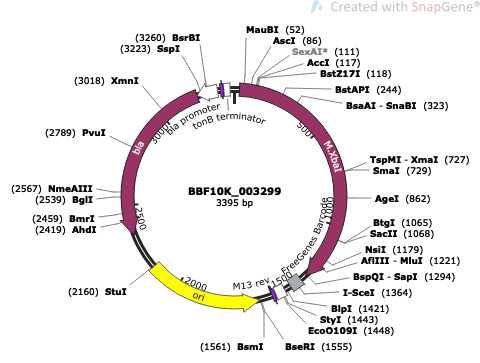 Created with SnapGene®
(3260) BsrBI
(3223) SspI
(3018) XmnI
(2789) PvuI
(2567) NmeAIII
(2539) BglI
(2459) BmrI
(2419) AhdI
(2160) StuI
(1561) BsmI
MauBI (52)
AscI (86)
SexAI* (111)
AccI (117)
BstZ17I (118)
BstAPI (244)
BsaAI - SnaBI (323)
TspMI - XmaI (727)
SmaI (729)
AgeI (862)
BtgI (1065)
SacII (1068)
NsiI (1179)
AflIII - MluI (1221)
BspQI - SapI (1294)
I-SceI (1364)
BlpI (1421)
StyI (1443)
EcoO109I (1448)
BseRI (1555)
bla promoter
tonB terminator
bla
M.XbaI
FreeGenes Barcode
M13 rev
ori
500
1000
1500
2000
2500
3000
BBF10K_003299
3395 bp